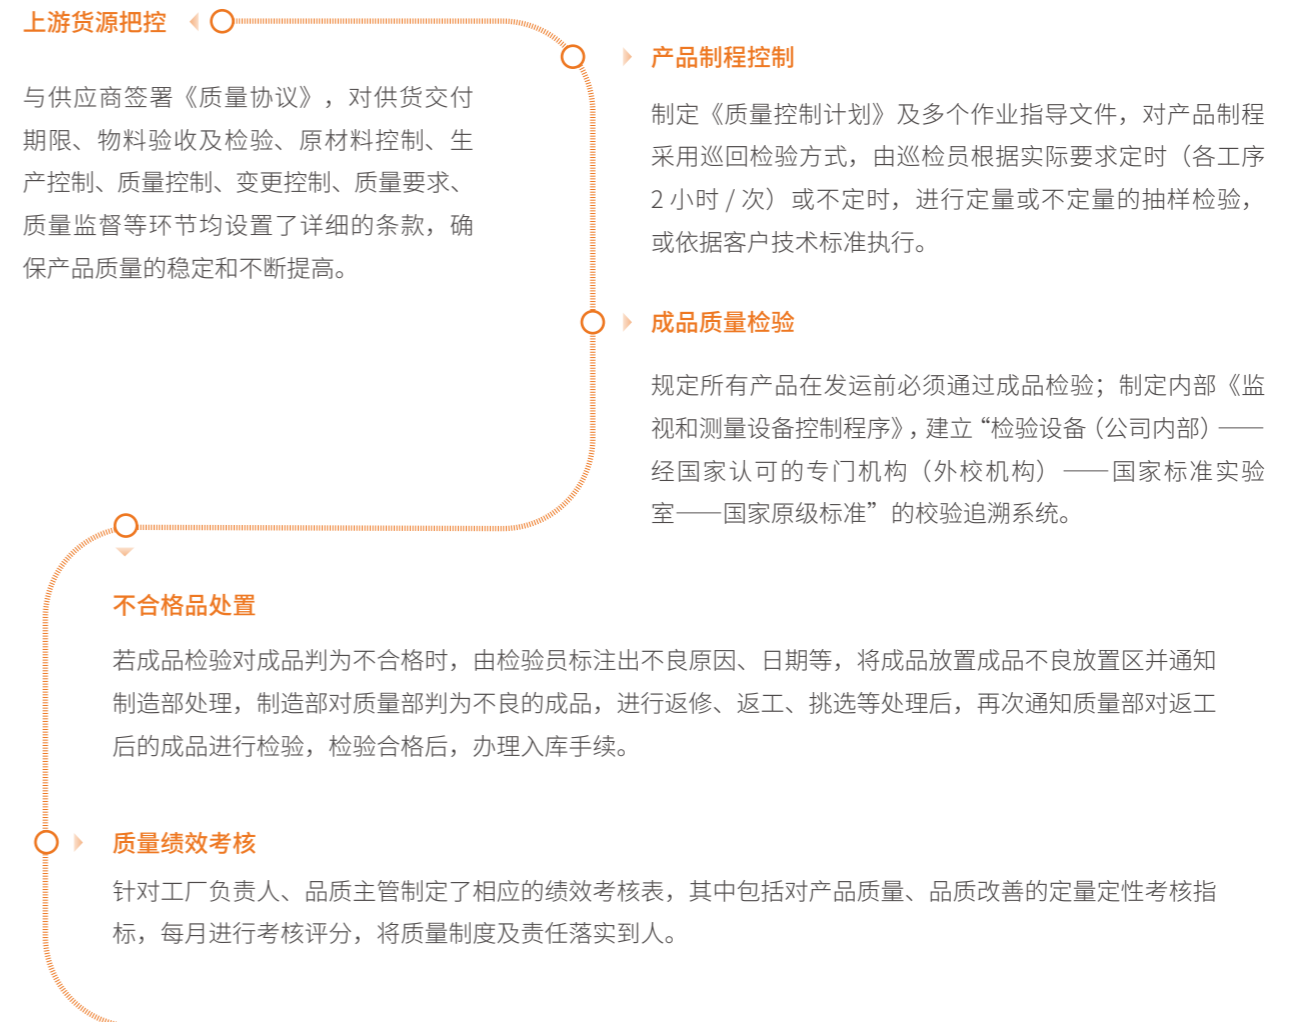 上游货源把控
与供应商签署《质量协议》，对供货交付
期限、物料验收及检验、原材料控制、生
产控制、质量控制、变更控制、质量要求、
质量监督等环节均设置了详细的条款，确
保产品质量的稳定和不断提高。
产品制程控制
制定《质量控制计划》及多个作业指导文件，对产品制程
采用巡回检验方式，由巡检员根据实际要求定时（各工序
2 小时 / 次）或不定时，进行定量或不定量的抽样检验，
或依据客户技术标准执行。
成品质量检验
规定所有产品在发运前必须通过成品检验；制定内部《监
视和测量设备控制程序》，建立“检验设备（公司内部）——
经国家认可的专门机构（外校机构）——国家标准实验
室——国家原级标准”的校验追溯系统。
不合格品处置
若成品检验对成品判为不合格时，由检验员标注出不良原因、日期等，将成品放置成品不良放置区并通知
制造部处理，制造部对质量部判为不良的成品，进行返修、返工、挑选等处理后，再次通知质量部对返工
后的成品进行检验，检验合格后，办理入库手续。
质量绩效考核
针对工厂负责人、品质主管制定了相应的绩效考核表，其中包括对产品质量、品质改善的定量定性考核指
标，每月进行考核评分，将质量制度及责任落实到人。